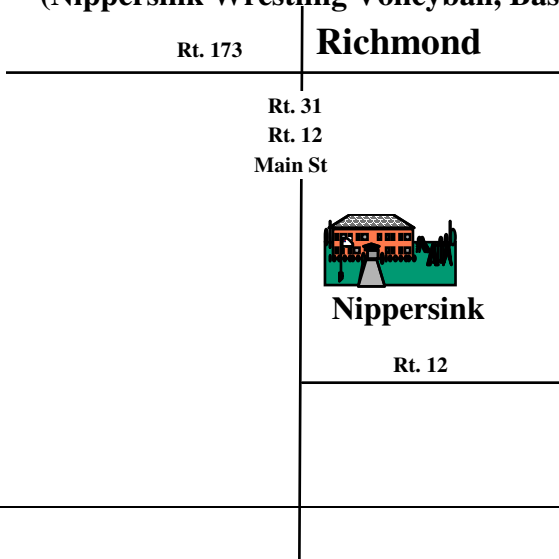 (Nippersink Wrestling Volleyball, Bas
Rt. 173
Richmond
Rt. 31
Rt. 12
Main St
Nippersink
Rt. 12